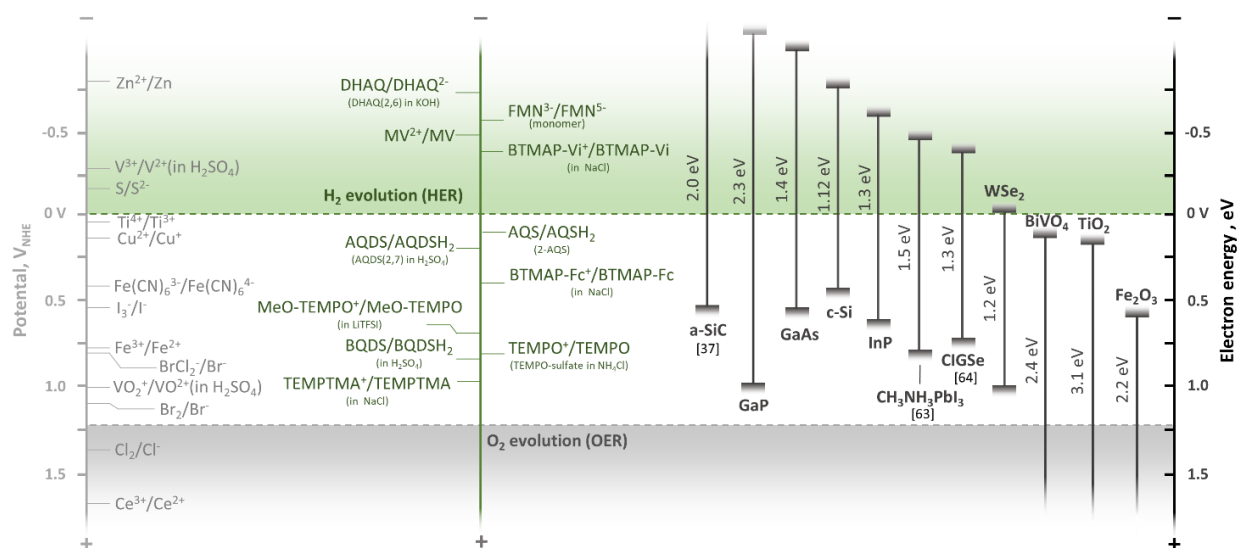 Potental, V_NHE
-0.5
0 V
0.5
1.0
1.5
Zn²⁺/Zn
V³⁺/V²⁺(in H₂SO₄)
S/S²⁻
Ti⁴⁺/Ti³⁺
Cu²⁺/Cu⁺
Fe(CN)₆³⁻/Fe(CN)₆⁴⁻
I₃⁻/I⁻
Fe³⁺/Fe²⁺
BrCl₂⁻/Br⁻
VO₂⁺/VO²⁺(in H₂SO₄)
Br₂/Br⁻
Cl₂/Cl⁻
Ce³⁺/Ce²⁺
DHAQ/DHAQ²⁻
(DHAQ(2,6) in KOH)
MV²⁺/MV
H₂ evolution (HER)
AQDS/AQDSH₂
(AQDS(2,7) in H₂SO₄)
MeO-TEMPO⁺/MeO-TEMPO
(in LiTFSI)
BQDS/BQDSH₂
(in H₂SO₄)
TEMPTMA⁺/TEMPTMA
(in NaCl)
FMN³⁻/FMN⁵⁻
(monomer)
BTMAP-Vi⁺/BTMAP-Vi
(in NaCl)
AQS/AQSH₂
(2-AQS)
BTMAP-Fc⁺/BTMAP-Fc
(in NaCl)
TEMPO⁺/TEMPO
(TEMPO-sulfate in NH₄Cl)
O₂ evolution (OER)
2.0 eV
a-SiC
[37]
2.3 eV
GaP
1.4 eV
GaAs
1.12 eV
c-Si
1.3 eV
InP
1.5 eV
CH₃NH₃PbI₃
[63]
1.3 eV
CIGSe
[64]
WSe₂
1.2 eV
BiVO₄
2.4 eV
TiO₂
3.1 eV
Fe₂O₃
2.2 eV
-0.5
0 V
0.5
1.0
1.5
Electron energy , eV